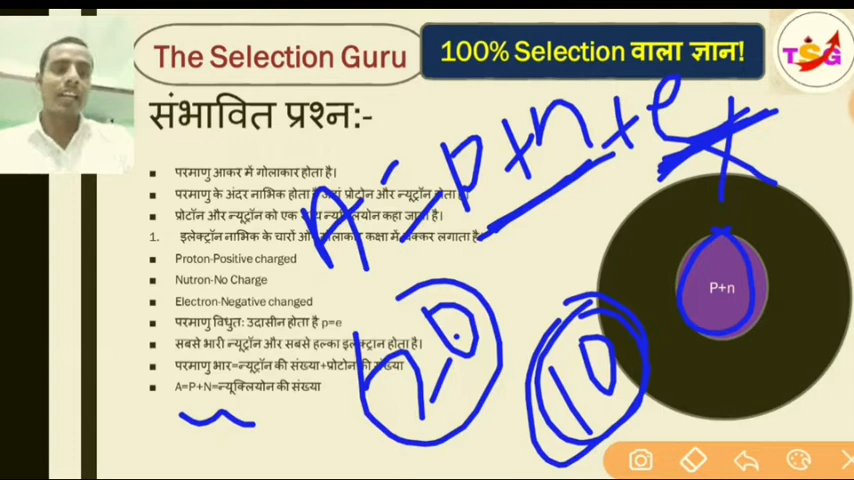 The Selection Guru
100% Selection वाला ज्ञान!
TSG
संभावित प्रश्न:-
A = p+n+e
परमाणु आकर में गोलाकार होता है।
परमाणु के अंदर नाभिक होता है जहां प्रोट्रोन और न्यूट्रॉन होता है।
प्रोटॉन और न्यूट्रॉन को एक साथ न्यूक्लियोन कहा जाता है।
1. इलेक्ट्रॉन नाभिक के चारों ओर गोलाकार कक्षा में चक्कर लगाता है
Proton-Positive charged
Nutron-No Charge
Electron-Negative changed
परमाणु विधुत: उदासीन होता है p=e
सबसे भारी न्यूट्रॉन और सबसे हल्का इलेक्ट्रान होता है।
परमाणु भार=न्यूट्रॉन की संख्या+प्रोटोन की संख्या
A=P+N=न्यूक्लियोन की संख्या
P+n
10